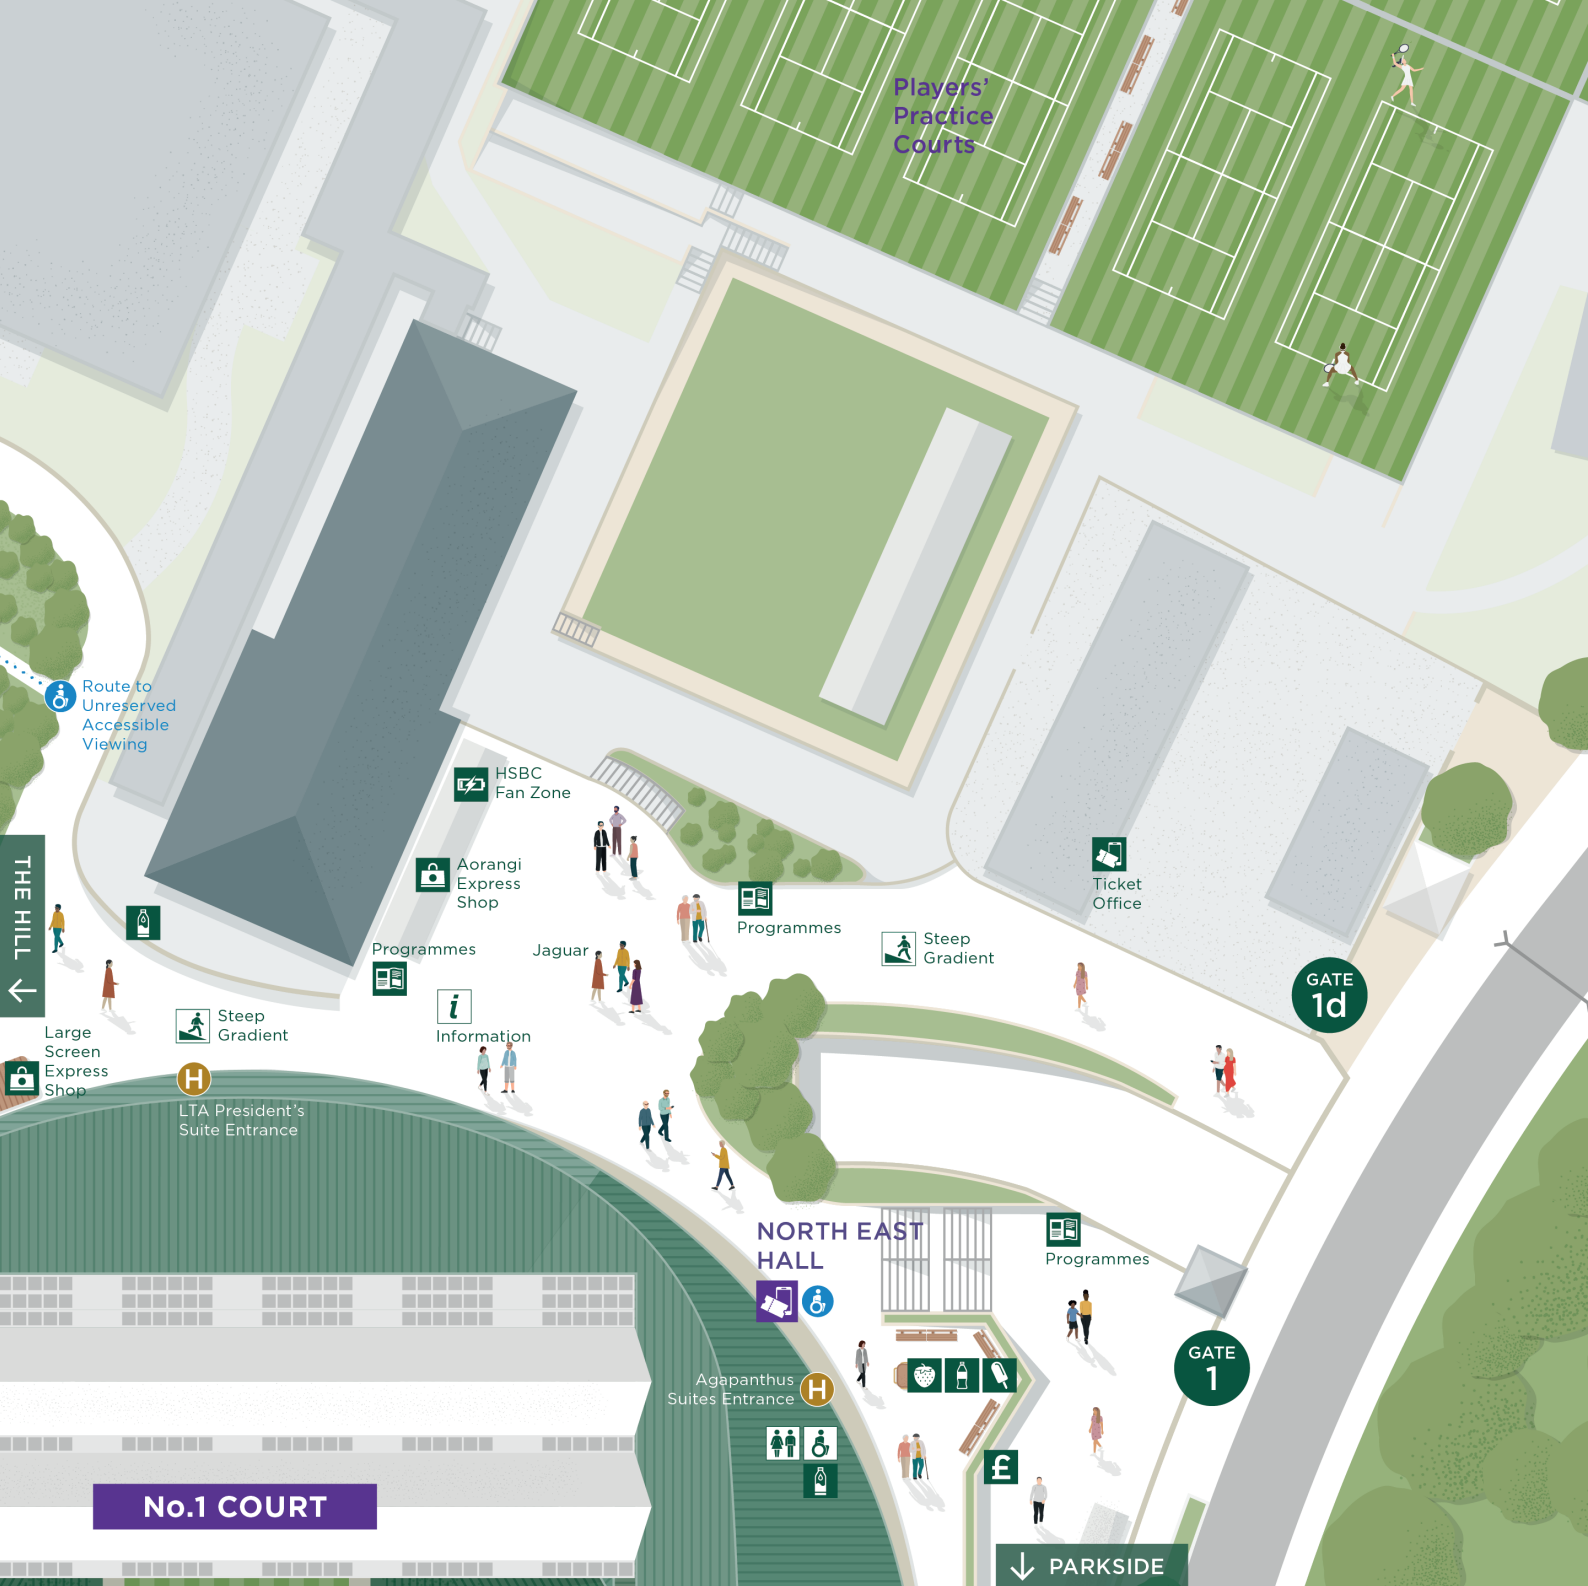 Players’
Practice
Courts
Route to
Unreserved
Accessible
Viewing
HSBC
Fan Zone
Aorangi
Express
Shop
Ticket
Office
THE HILL
Programmes
Programmes
Jaguar
Steep
Gradient
GATE
1d
i
Information
Steep
Gradient
Large
Screen
Express
Shop
H
LTA President’s
Suite Entrance
NORTH EAST
HALL
Programmes
GATE
1
Agapanthus
Suites Entrance
H
£
No.1 COURT
PARKSIDE